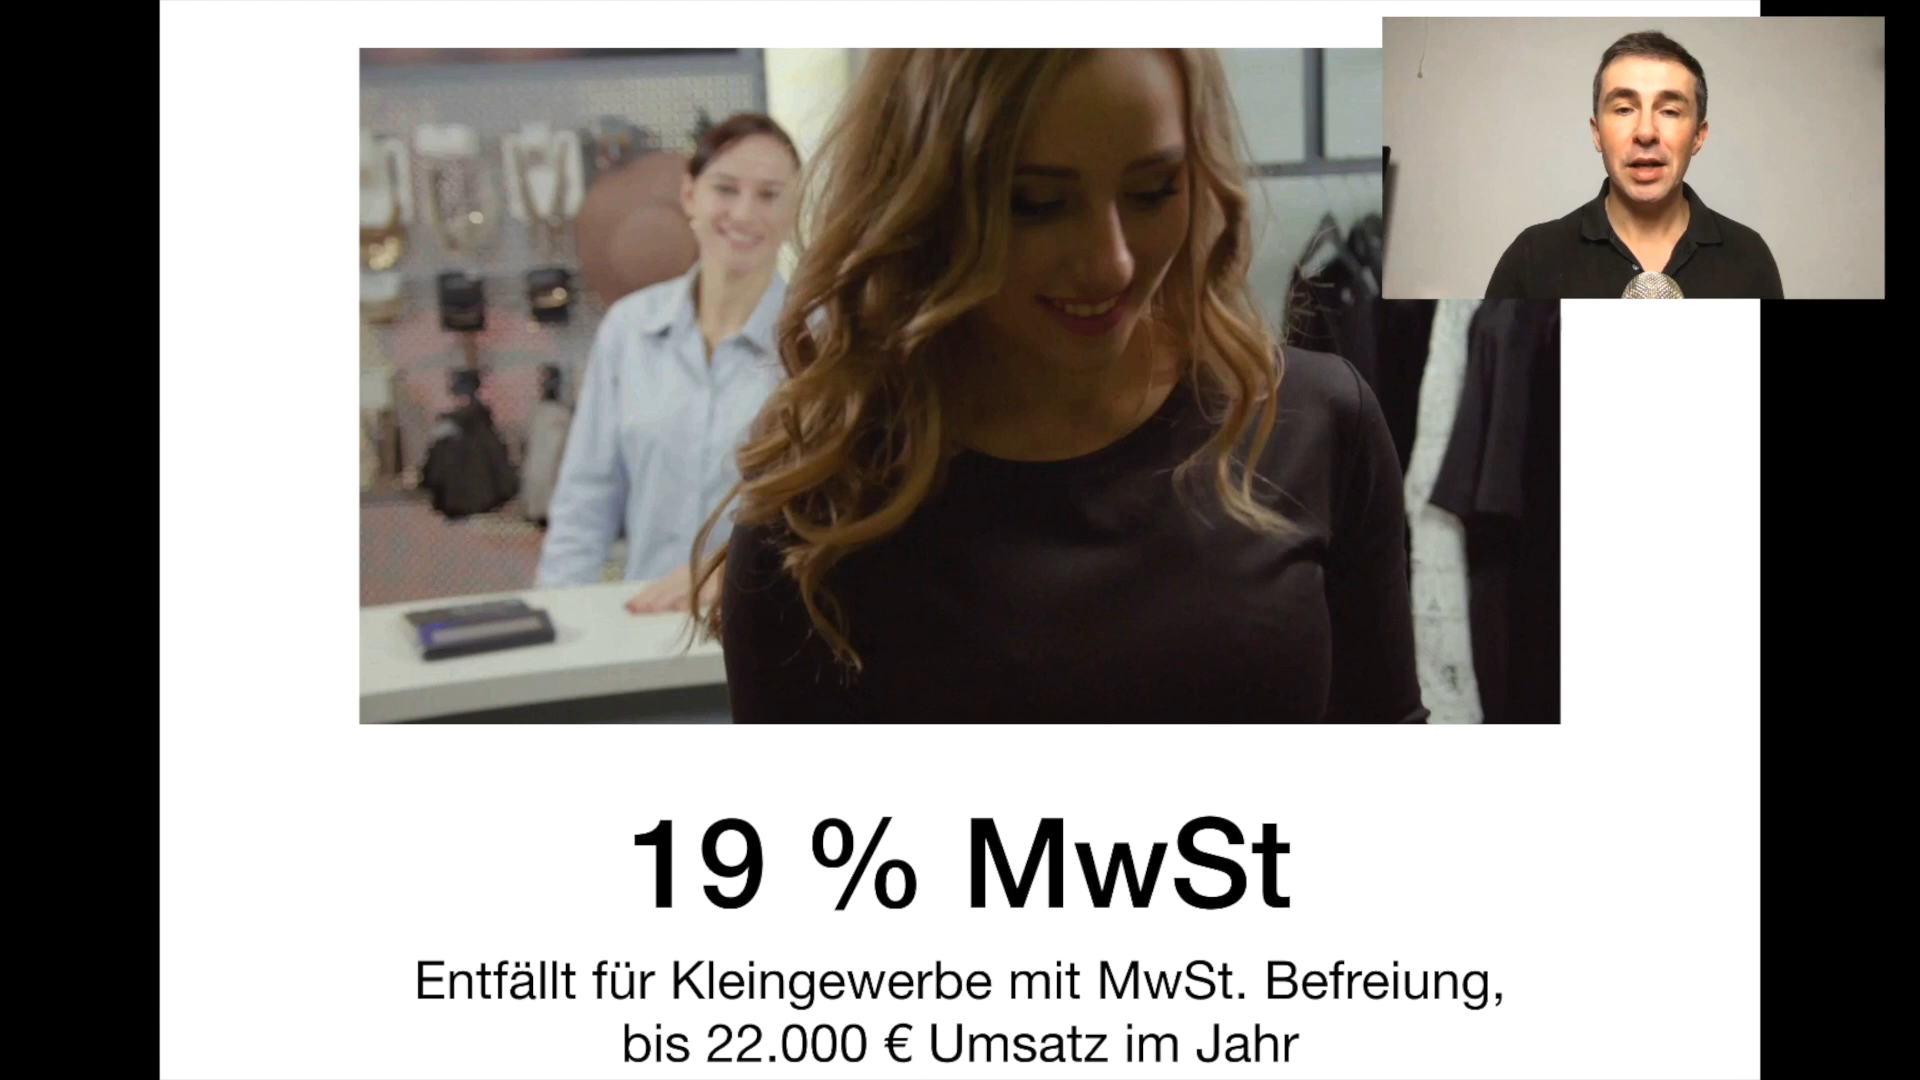 19 % MwSt
Entfällt für Kleingewerbe mit MwSt. Befreiung,
bis 22.000 € Umsatz im Jahr